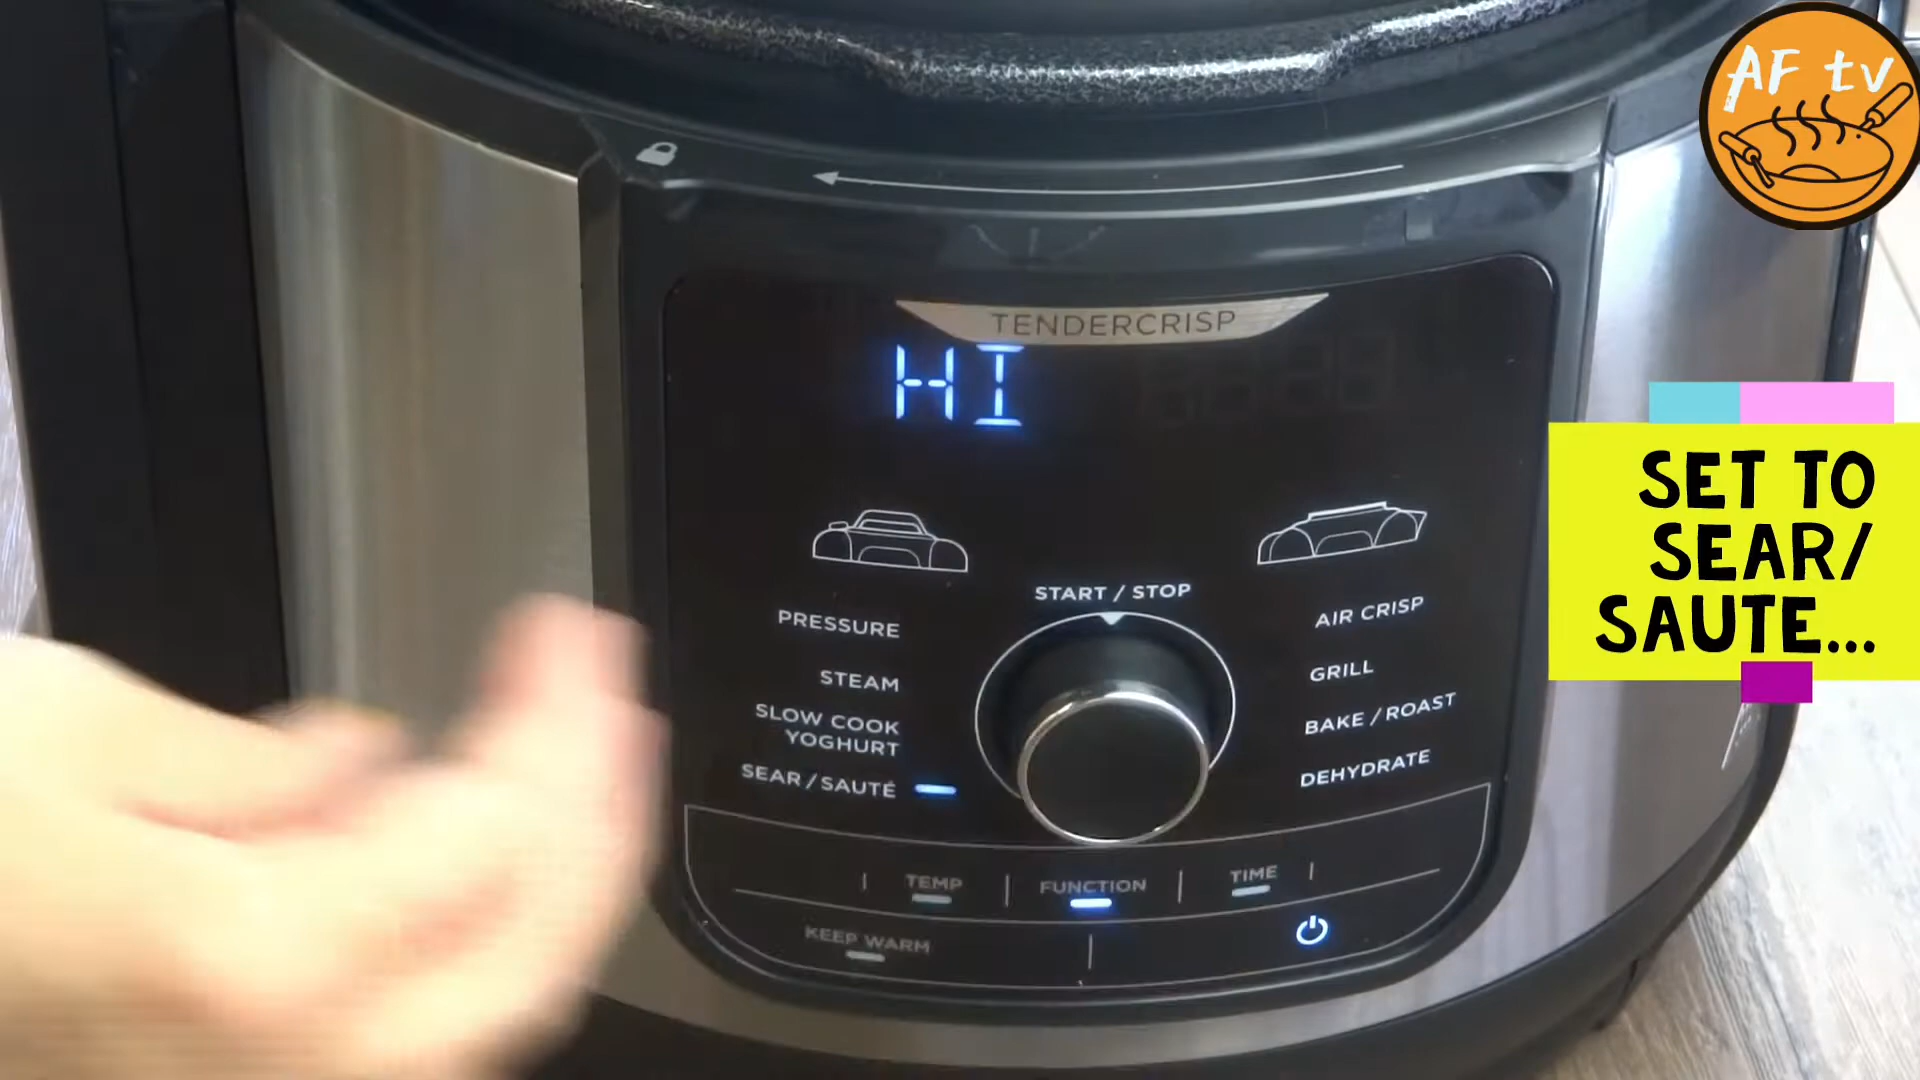 AF tv
TENDERCRISP
HI
SET TO
SEAR/
SAUTE...
START / STOP
PRESSURE
STEAM
SLOW COOK
YOGHURT
SEAR / SAUTÉ
AIR CRISP
GRILL
BAKE / ROAST
DEHYDRATE
TEMP
FUNCTION
TIME
KEEP WARM